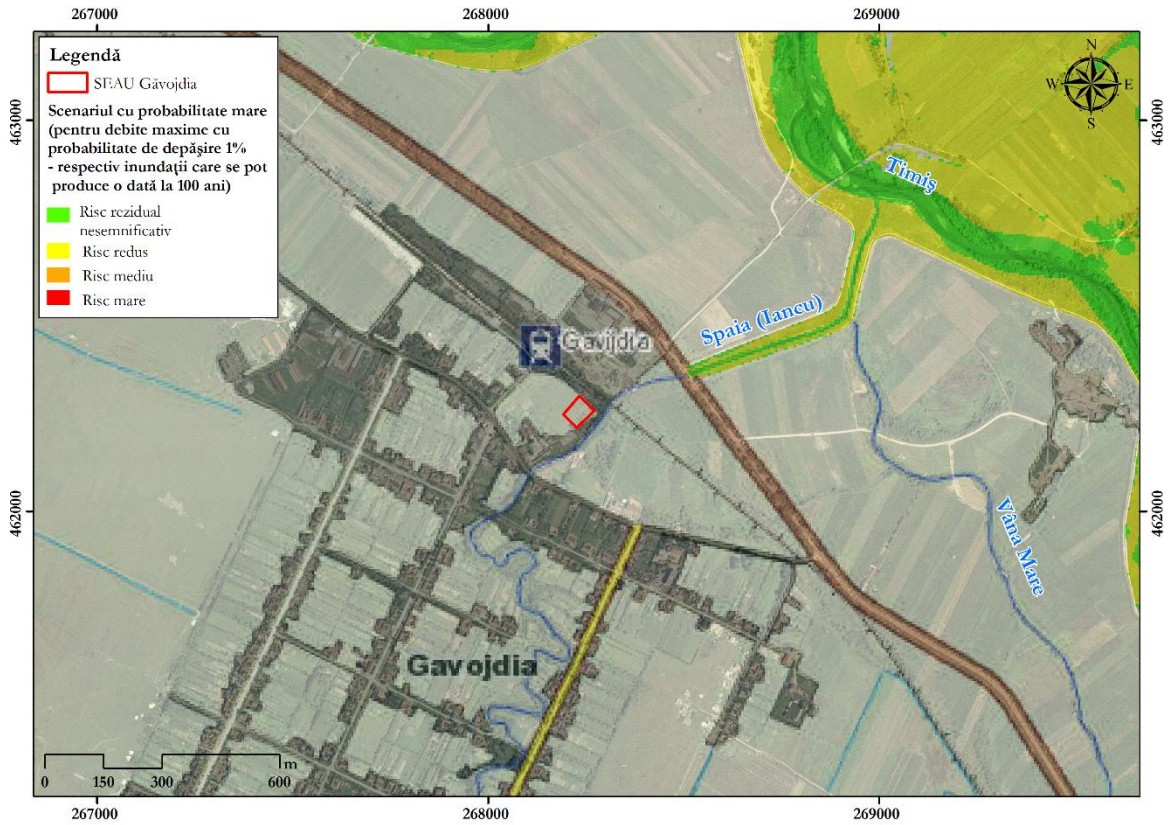 267000 268000 269000
Legendă
SEAU Găvojdia
Scenariul cu probabilitate mare
(pentru debite maxime cu
probabilitate de depăşire 1%
- respectiv inundaţii care se pot
produce o dată la 100 ani)
Risc rezidual
nesemnificativ
Risc redus
Risc mediu
Risc mare
N
W E
S
463000 463000
Timiş
Spaia (Iancu)
Gavijdia
462000 462000
Vâna Mare
Gavojdia
0 150 300 600 m
267000 268000 269000